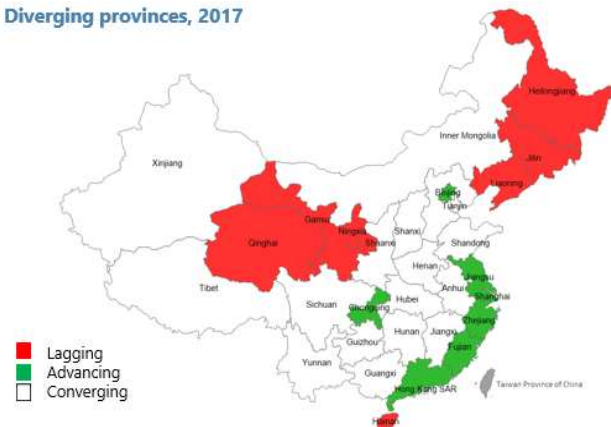 Diverging provinces, 2017
Heilongjiang
Inner Mongolia
Jilin
Xinjiang
Liaoning
Beijing
Tianjin
Gansu
Ningxia
Shanxi
Qinghai
Shhanxi
Shandong
Henan
Jiangsu
Tibet
Anhui
Shanghai
Sichuan
Chongqing
Hubei
Zhejiang
Hunan
Jiangxi
Guizhou
Fujian
Yunnan
Guangxi
Hong Kong SAR
Taiwan Province of China
Hainan
Lagging
Advancing
Converging